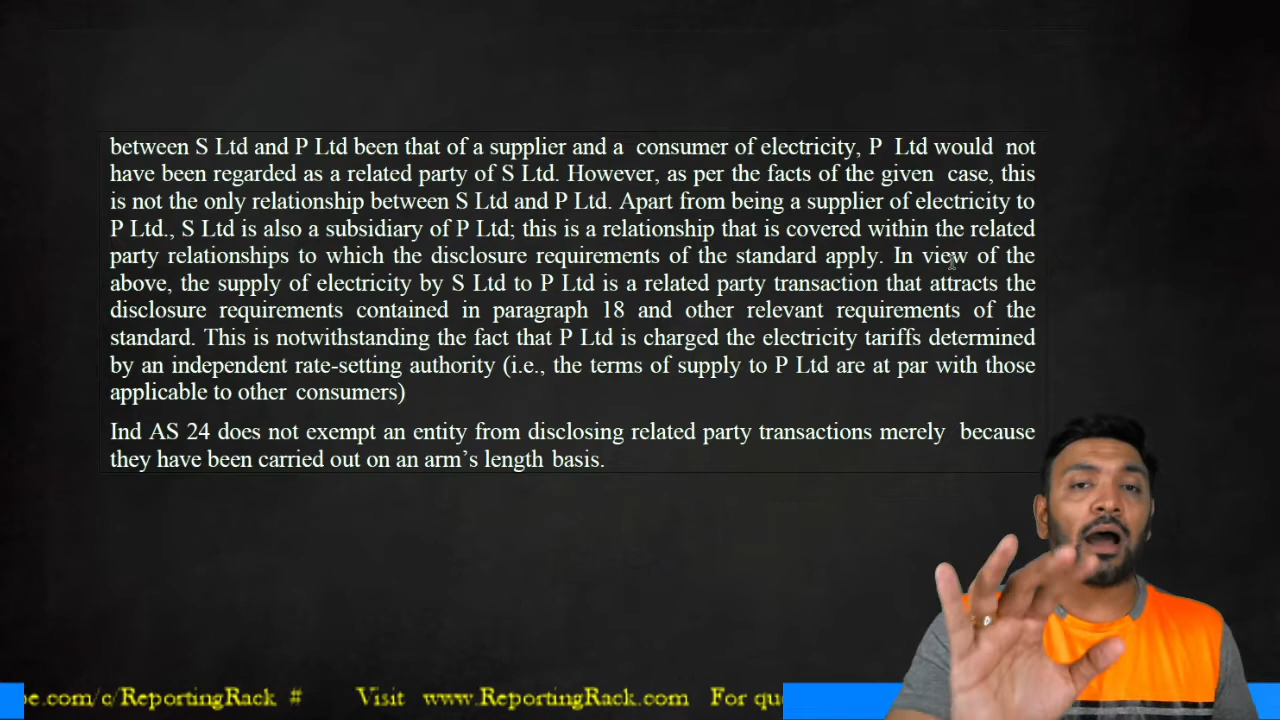 between S Ltd and P Ltd been that of a supplier and a consumer of electricity, P Ltd would not
have been regarded as a related party of S Ltd. However, as per the facts of the given case, this
is not the only relationship between S Ltd and P Ltd. Apart from being a supplier of electricity to
P Ltd., S Ltd is also a subsidiary of P Ltd; this is a relationship that is covered within the related
party relationships to which the disclosure requirements of the standard apply. In view of the
above, the supply of electricity by S Ltd to P Ltd is a related party transaction that attracts the
disclosure requirements contained in paragraph 18 and other relevant requirements of the
standard. This is notwithstanding the fact that P Ltd is charged the electricity tariffs determined
by an independent rate-setting authority (i.e., the terms of supply to P Ltd are at par with those
applicable to other consumers)
Ind AS 24 does not exempt an entity from disclosing related party transactions merely because
they have been carried out on an arm’s length basis.
be.com/c/ReportingRack # Visit www.ReportingRack.com For qu